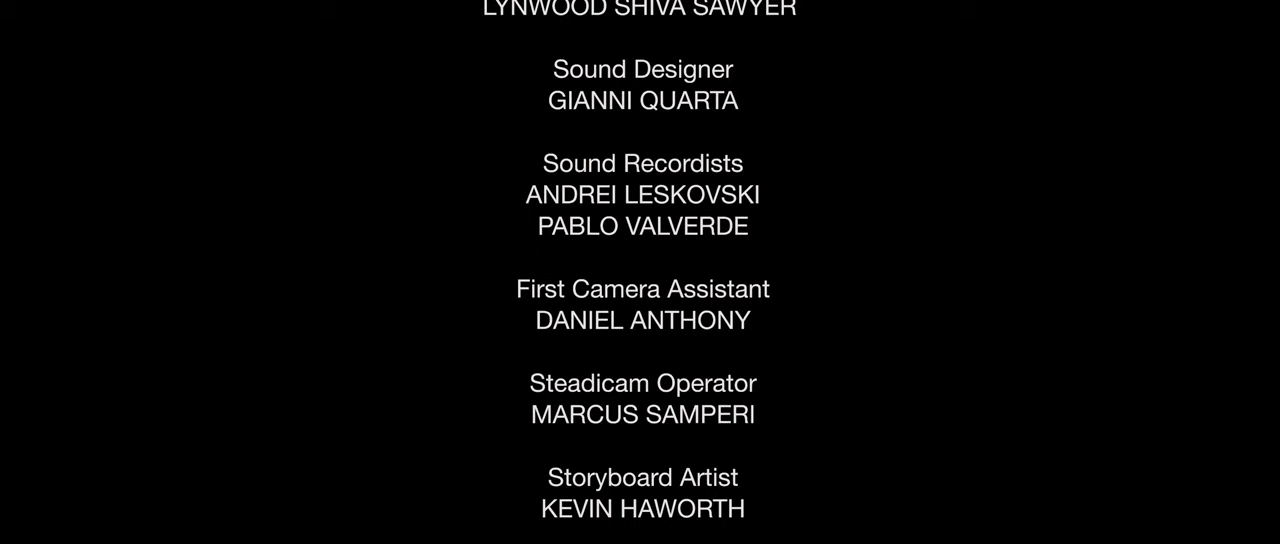 LYNWOOD SHIVA SAWYER
Sound Designer
GIANNI QUARTA
Sound Recordists
ANDREI LESKOVSKI
PABLO VALVERDE
First Camera Assistant
DANIEL ANTHONY
Steadicam Operator
MARCUS SAMPERI
Storyboard Artist
KEVIN HAWORTH